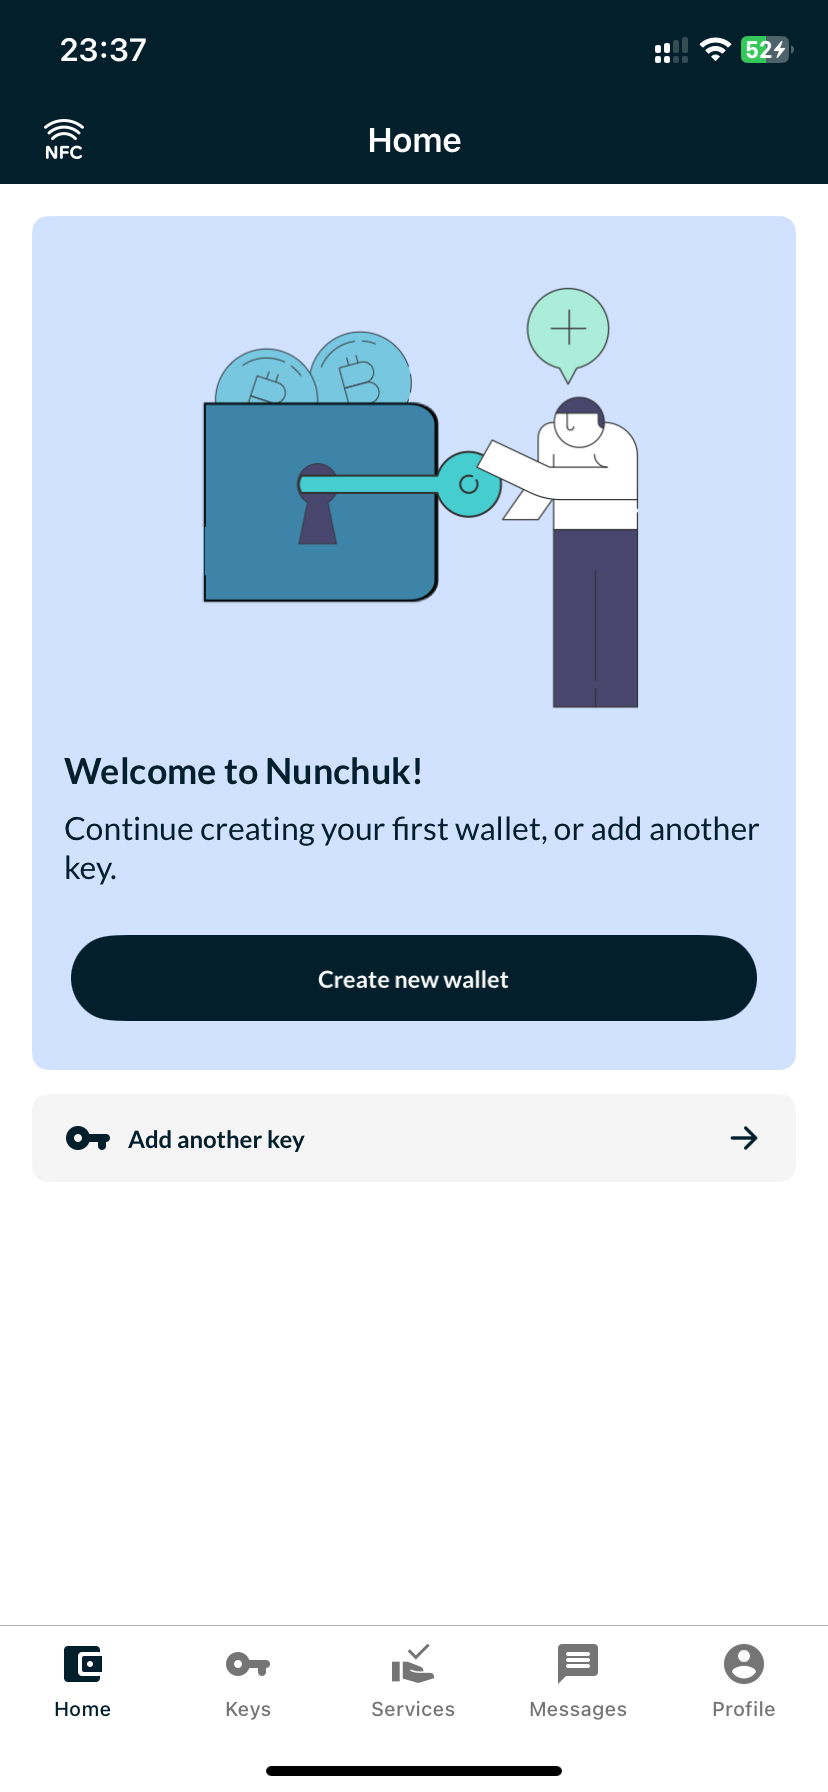 23:37
52
NFC
Home
Welcome to Nunchuk!
Continue creating your first wallet, or add another
key.
Create new wallet
Add another key
Home
Keys
Services
Messages
Profile